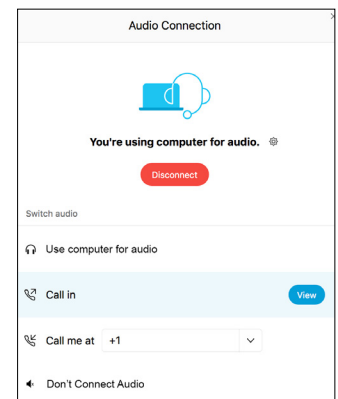 Audio Connection
You're using computer for audio.
Disconnect
Switch audio
Use computer for audio
Call in View
Call me at +1
Don't Connect Audio